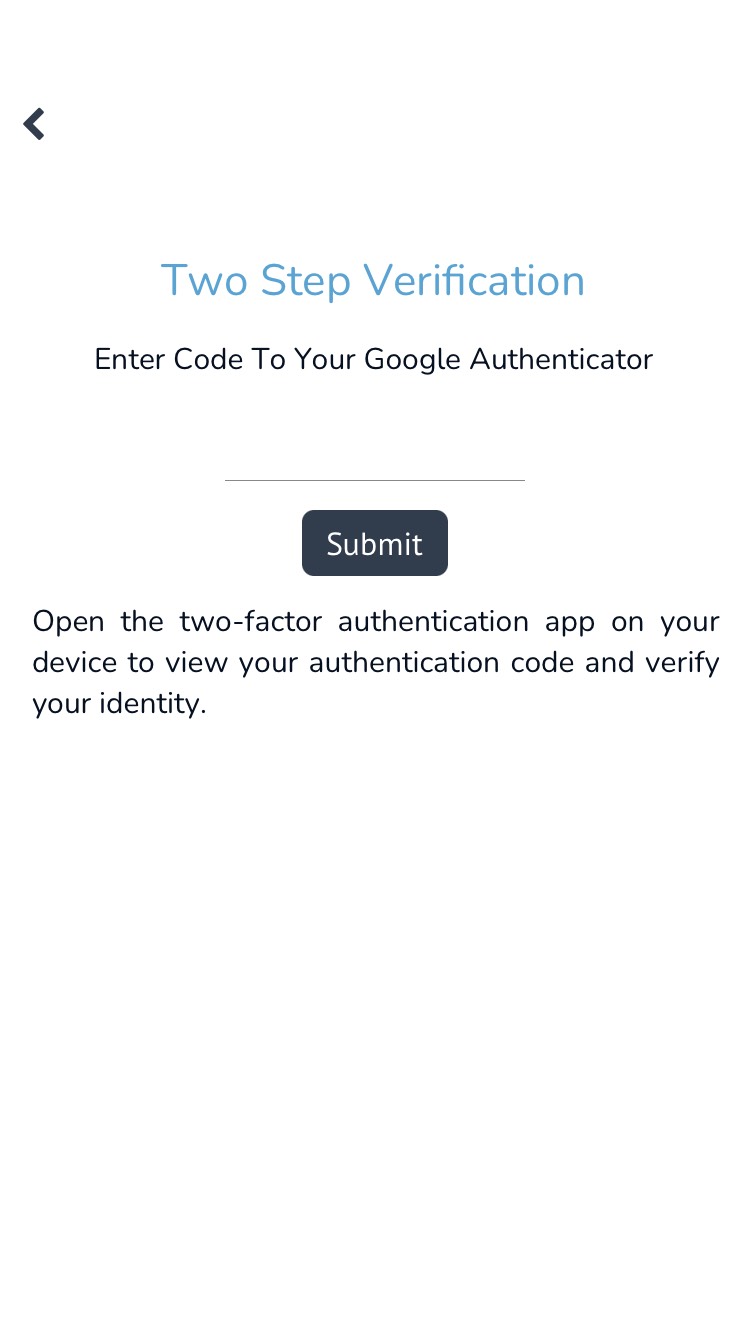 Two Step Verification
Enter Code To Your Google Authenticator
Submit
Open the two-factor authentication app on your
device to view your authentication code and verify
your identity.